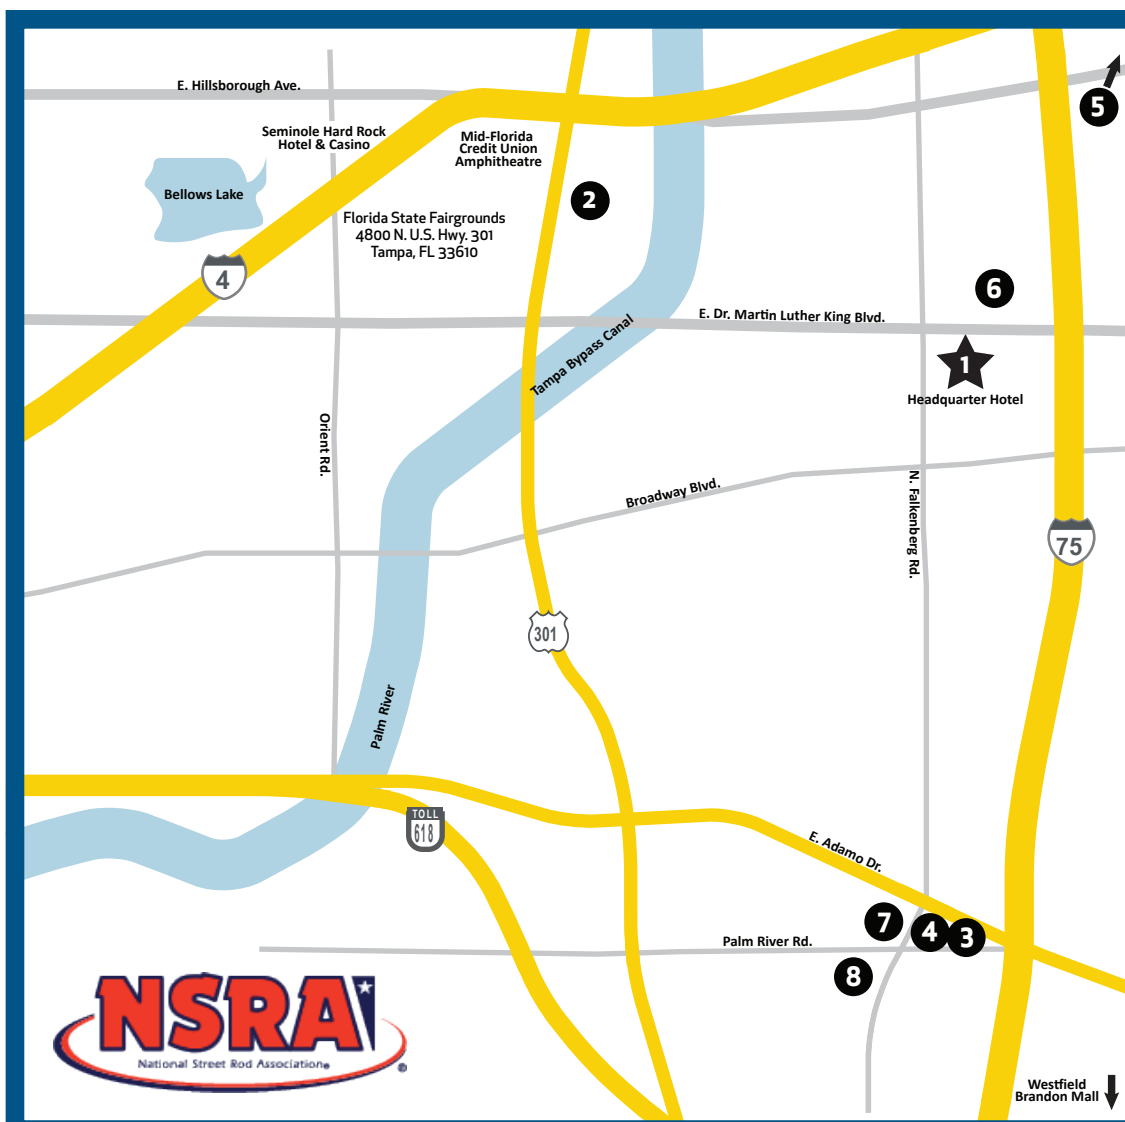 E. Hillsborough Ave.
5
Seminole Hard Rock
Hotel & Casino
Mid-Florida
Credit Union
Amphitheatre
Bellows Lake
2
Florida State Fairgrounds
4800 N. U.S. Hwy. 301
Tampa, FL 33610
4
6
E. Dr. Martin Luther King Blvd.
Tampa Bypass Canal
1
Headquarter Hotel
Orient Rd.
Broadway Blvd.
N. Falkenberg Rd.
75
301
Palm River
TOLL
618
E. Adamo Dr.
7
4
3
Palm River Rd.
8
NSRA
National Street Rod Association®
®
Westfield
Brandon Mall